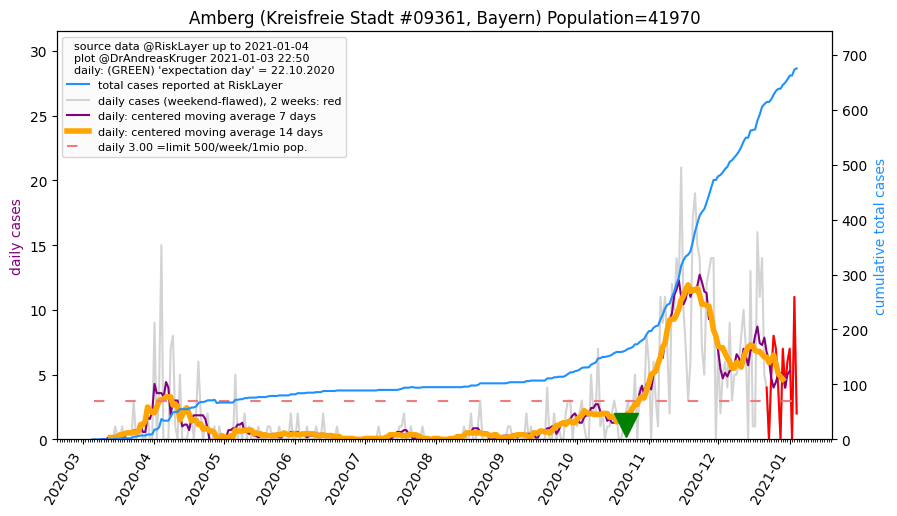 Amberg (Kreisfreie Stadt #09361, Bayern) Population=41970
source data @RiskLayer up to 2021-01-04
plot @DrAndreasKruger 2021-01-03 22:50
daily: (GREEN) 'expectation day' = 22.10.2020
total cases reported at RiskLayer
daily cases (weekend-flawed), 2 weeks: red
daily: centered moving average 7 days
daily: centered moving average 14 days
daily 3.00 =limit 500/week/1mio pop.
daily cases
30
25
20
15
10
5
0
700
600
500
400
300
200
100
0
cumulative total cases
2020-03
2020-04
2020-05
2020-06
2020-07
2020-08
2020-09
2020-10
2020-11
2020-12
2021-01